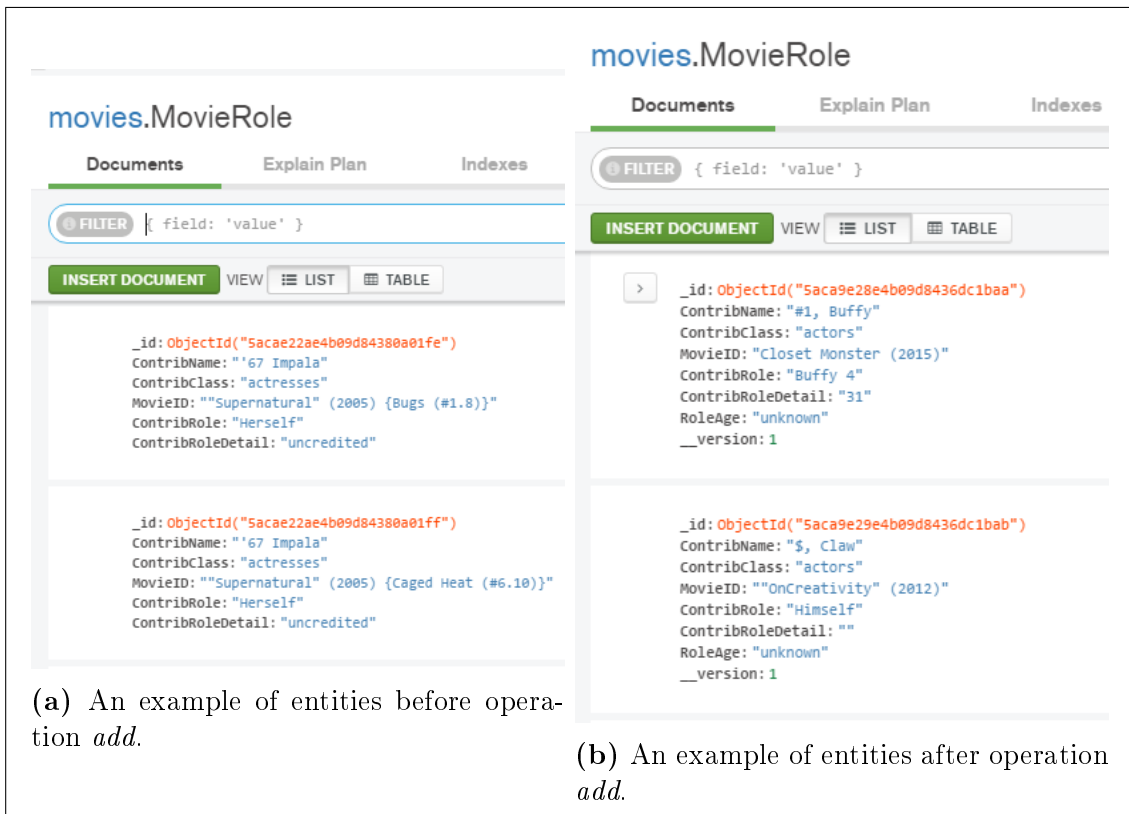 movies.MovieRole
Documents Explain Plan Indexes
FILTER { field: 'value' }
INSERT DOCUMENT VIEW LIST TABLE
_id: ObjectId("5acae22ae4b09d84380a01fe")
ContribName: "'67 Impala"
ContribClass: "actresses"
MovieID: ""Supernatural" (2005) {Bugs (#1.8)}"
ContribRole: "Herself"
ContribRoleDetail: "uncredited"
_id: ObjectId("5acae22ae4b09d84380a01ff")
ContribName: "'67 Impala"
ContribClass: "actresses"
MovieID: ""Supernatural" (2005) {Caged Heat (#6.10)}"
ContribRole: "Herself"
ContribRoleDetail: "uncredited"
(a) An example of entities before opera-
tion add.
movies.MovieRole
Documents Explain Plan Indexes
FILTER { field: 'value' }
INSERT DOCUMENT VIEW LIST TABLE
_id: ObjectId("5aca9e28e4b09d8436dc1baa")
ContribName: "#1, Buffy"
ContribClass: "actors"
MovieID: "Closet Monster (2015)"
ContribRole: "Buffy 4"
ContribRoleDetail: "31"
RoleAge: "unknown"
__version: 1
_id: ObjectId("5aca9e29e4b09d8436dc1bab")
ContribName: "$, Claw"
ContribClass: "actors"
MovieID: ""OnCreativity" (2012)"
ContribRole: "Himself"
ContribRoleDetail: ""
RoleAge: "unknown"
__version: 1
(b) An example of entities after operation
add.